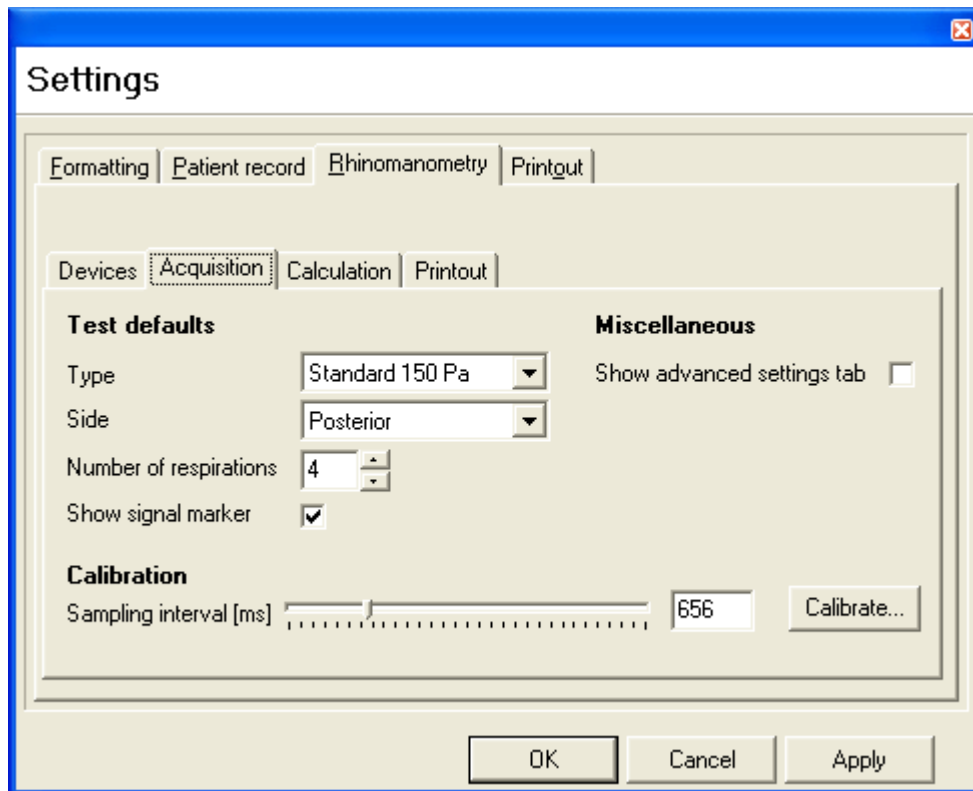 Settings
Formatting Patient record Rhinomanometry Printout
Devices Acquisition Calculation Printout
Test defaults
Type Standard 150 Pa
Side Posterior
Number of respirations 4
Show signal marker
Miscellaneous
Show advanced settings tab
Calibration
Sampling interval [ms] 656 Calibrate...
OK Cancel Apply